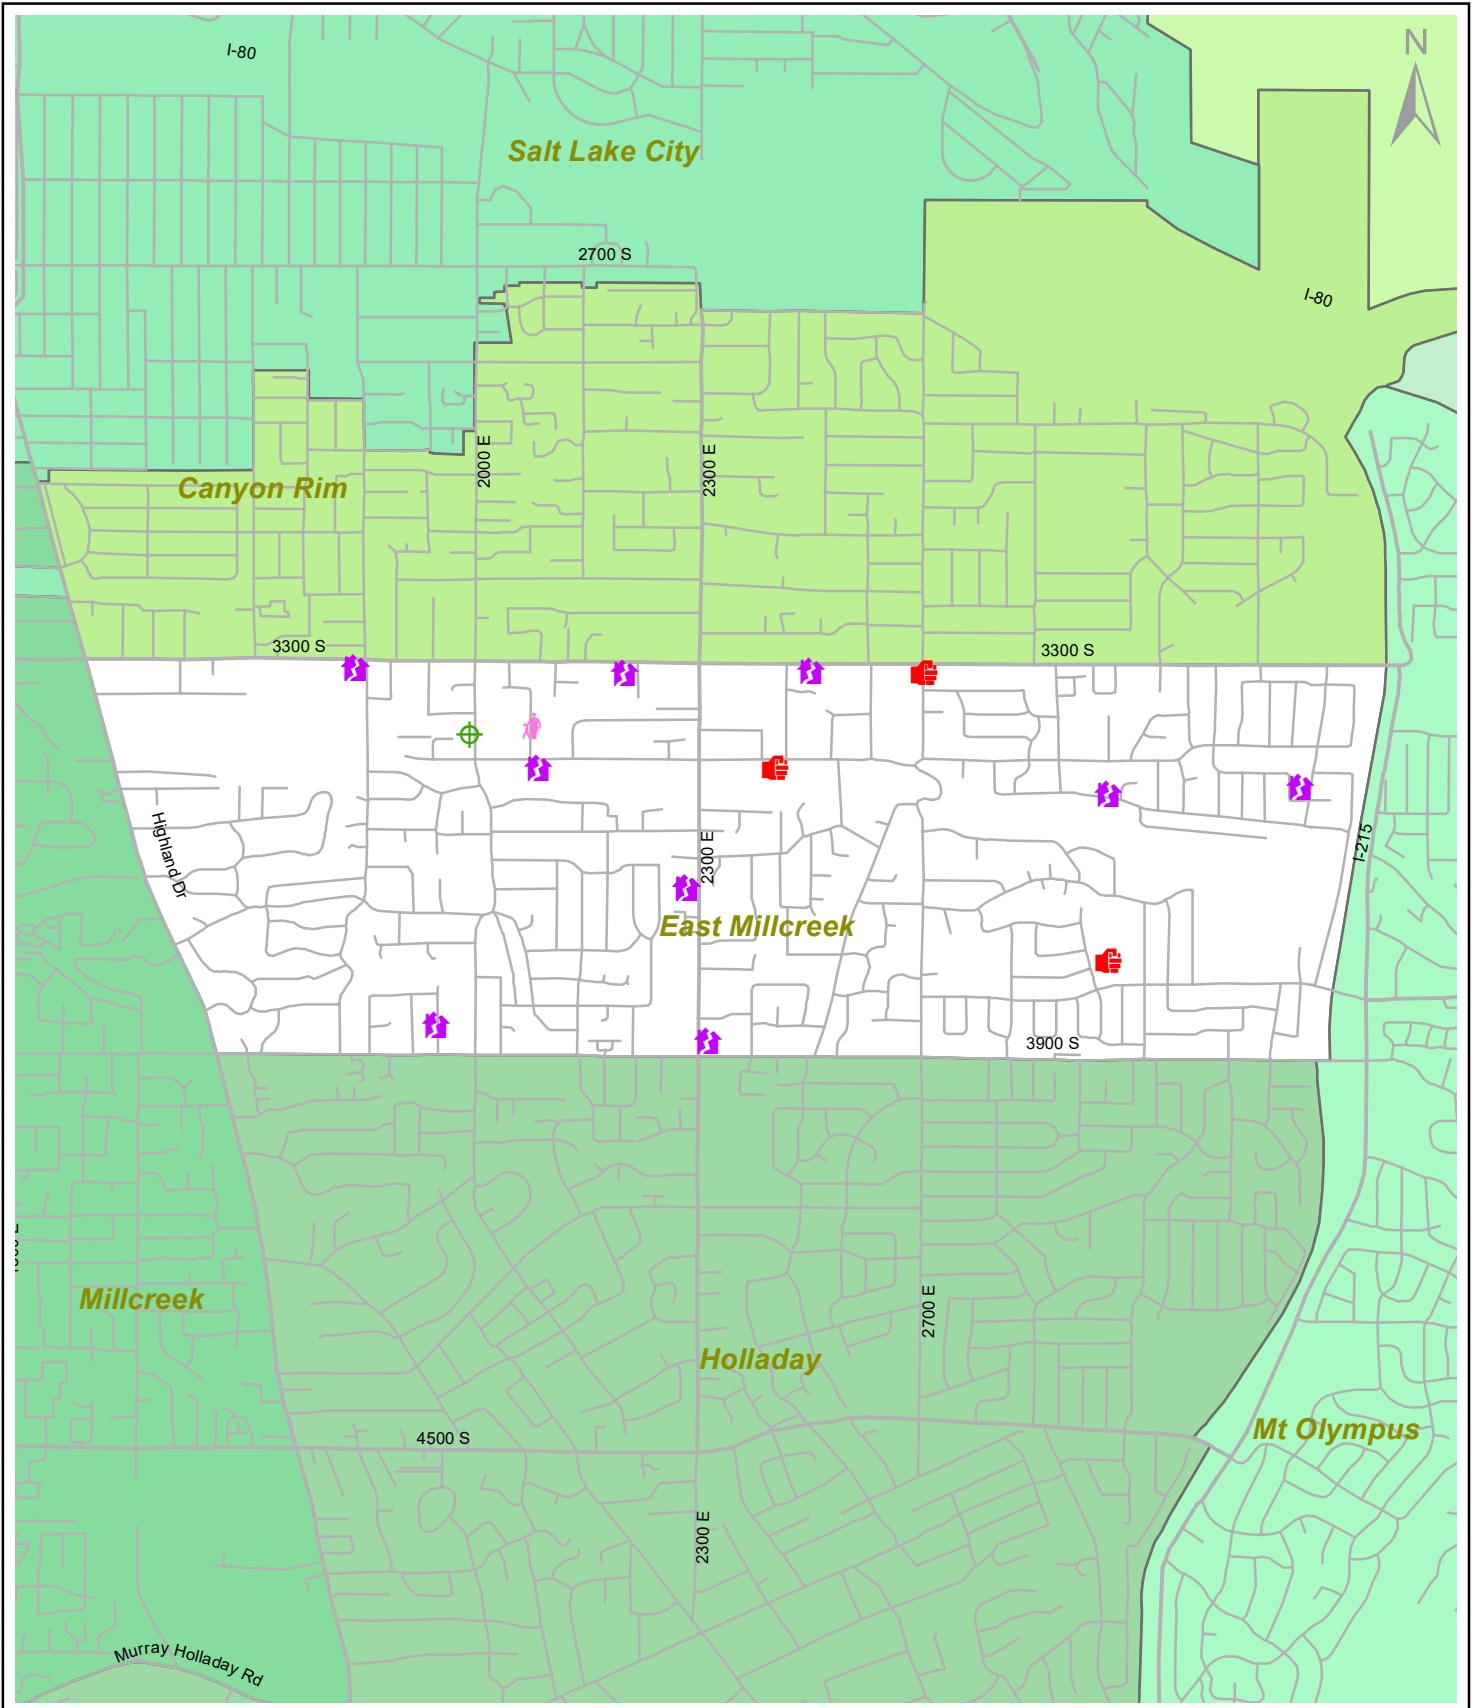 I-80
N
Salt Lake City
2700 S
I-80
2000 E
2300 E
Canyon Rim
3300 S
3300 S
Highland Dr
2300 E
I-215
East Millcreek
3900 S
Millcreek
2700 E
Holladay
Mt Olympus
4500 S
2300 E
Murray Holladay Rd